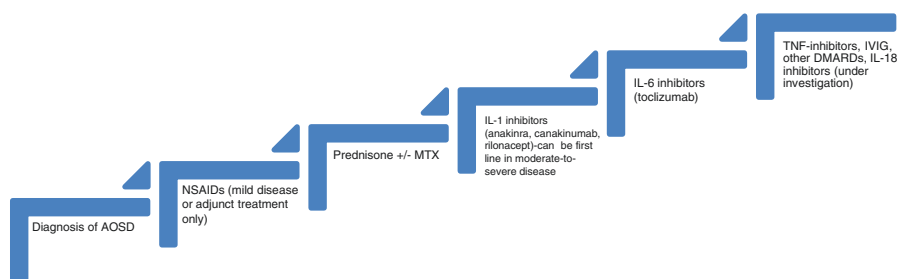 Diagnosis of AOSD
NSAIDs (mild disease
or adjunct treatment
only)
Prednisone +/- MTX
IL-1 inhibitors
(anakinra, canakinumab,
rilonacept)-can be first
line in moderate-to-
severe disease
IL-6 inhibitors
(toclizumab)
TNF-inhibitors, IVIG,
other DMARDs, IL-18
inhibitors (under
investigation)